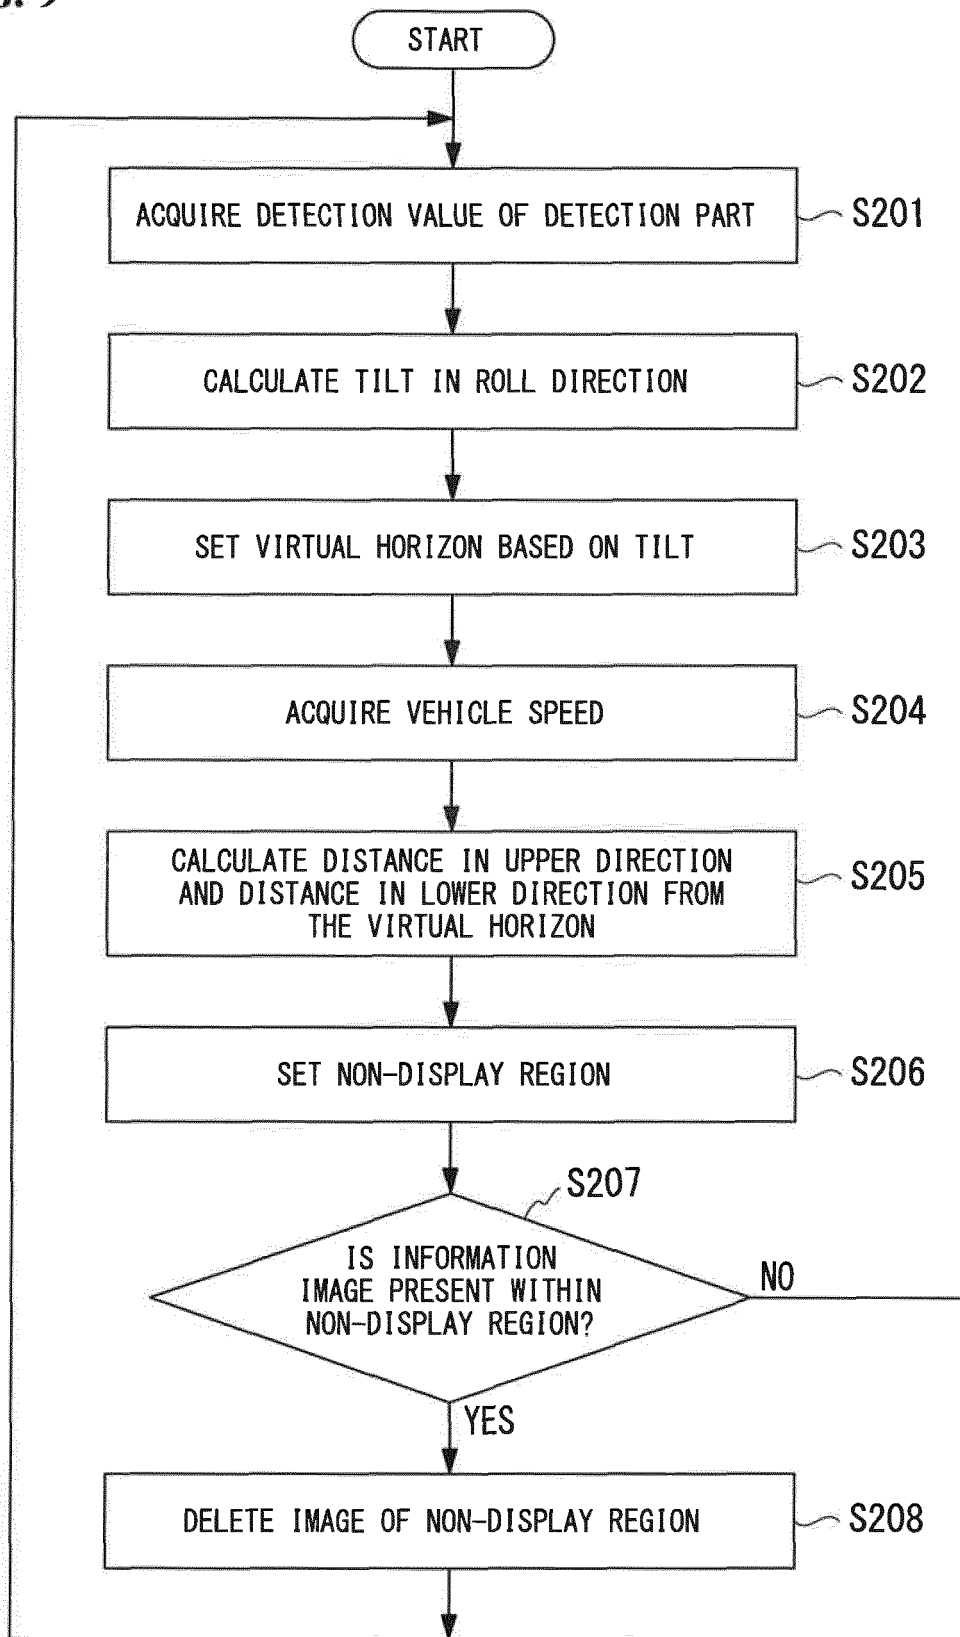 START
ACQUIRE DETECTION VALUE OF DETECTION PART
S201
CALCULATE TILT IN ROLL DIRECTION
S202
SET VIRTUAL HORIZON BASED ON TILT
S203
ACQUIRE VEHICLE SPEED
S204
CALCULATE DISTANCE IN UPPER DIRECTION
AND DISTANCE IN LOWER DIRECTION FROM
THE VIRTUAL HORIZON
S205
SET NON-DISPLAY REGION
S206
S207
IS INFORMATION
IMAGE PRESENT WITHIN
NON-DISPLAY REGION?
NO
YES
DELETE IMAGE OF NON-DISPLAY REGION
S208